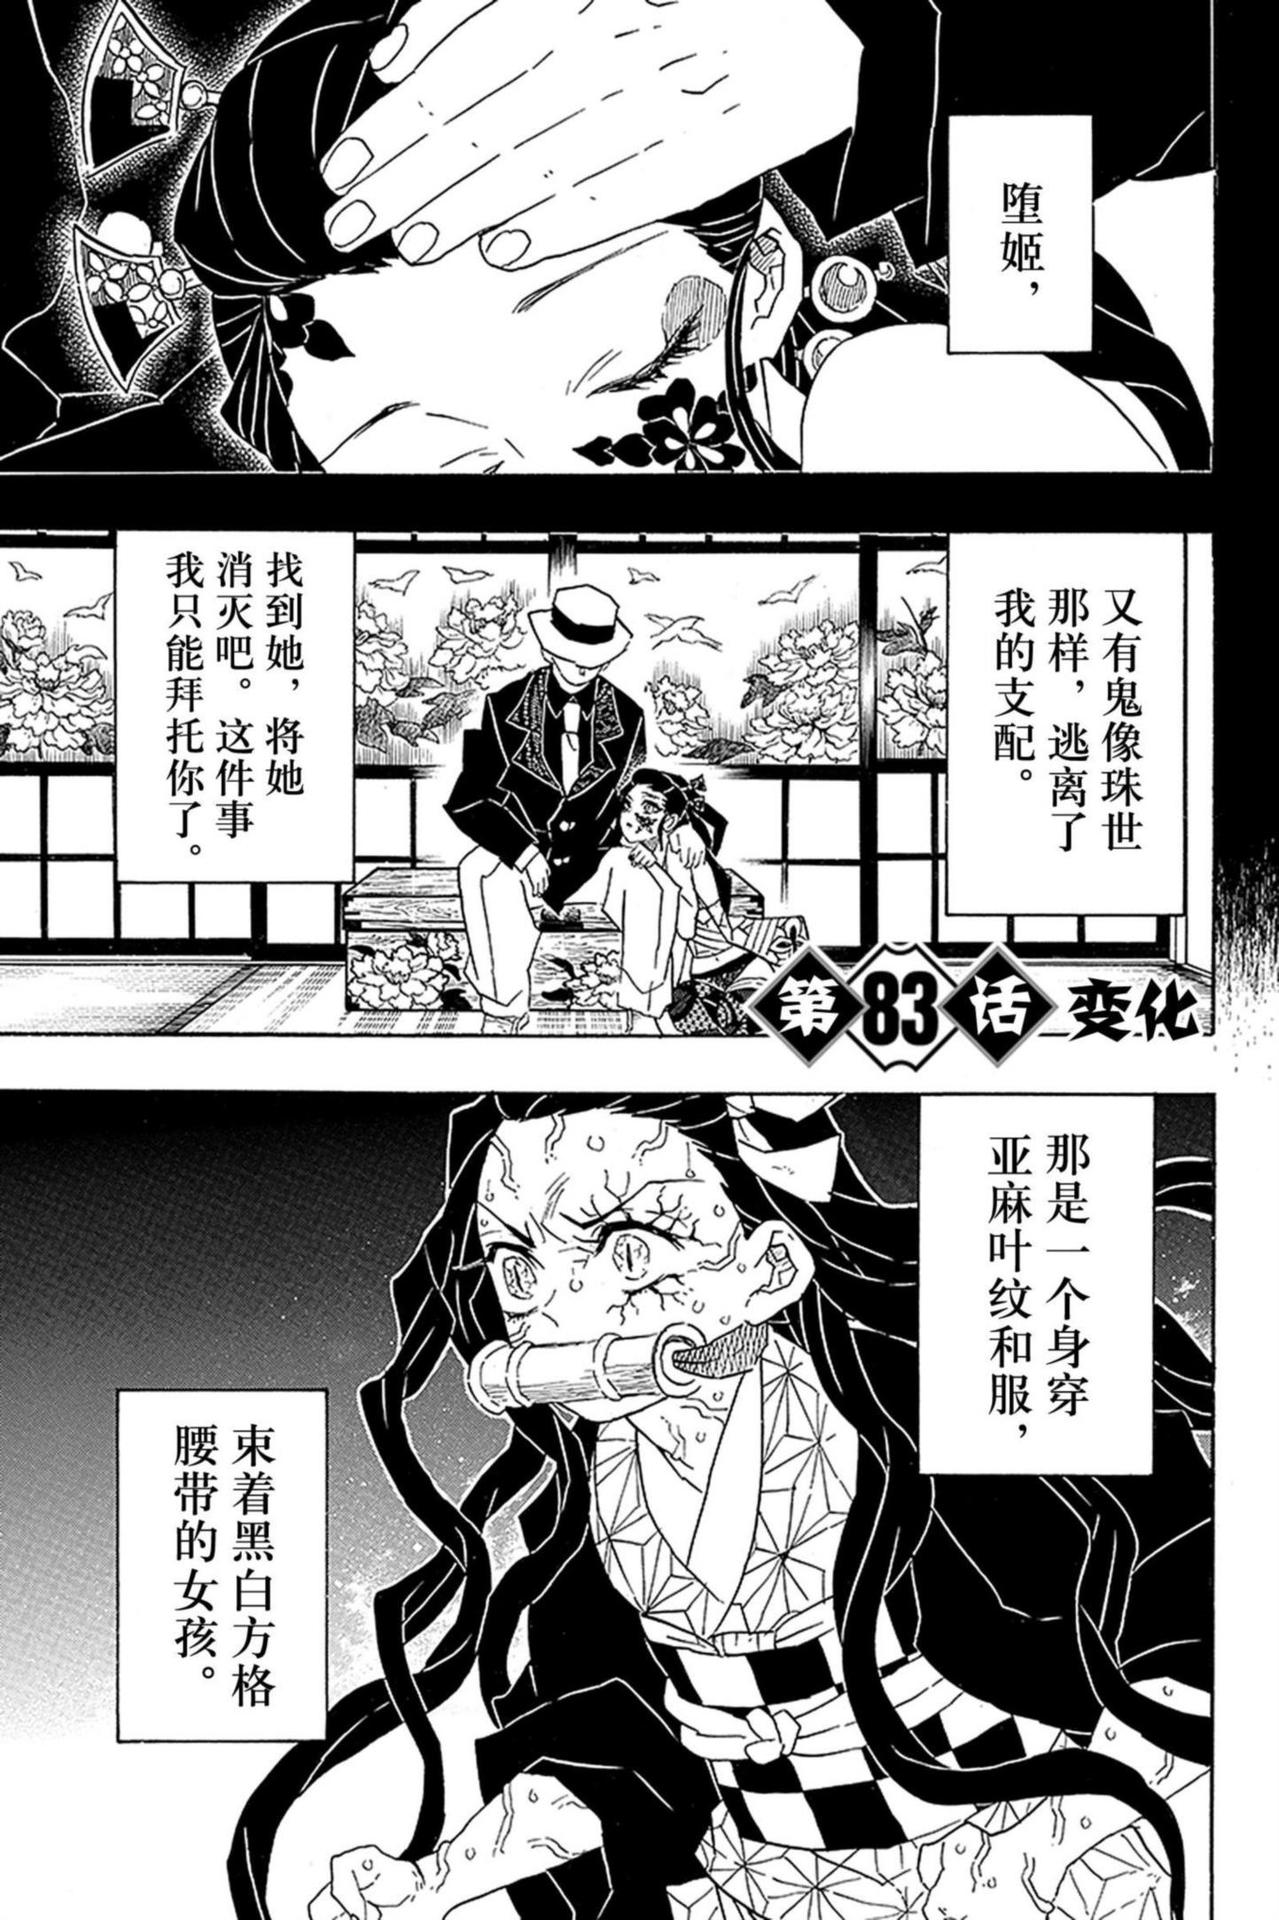 堕姬，
又有鬼像珠世
那样，逃离了
我的支配。
找到她，将她
消灭吧。这件事
我只能拜托你了。
第83话 变化
那是一个身穿
亚麻叶纹和服，
束着黑白方格
腰带的女孩。